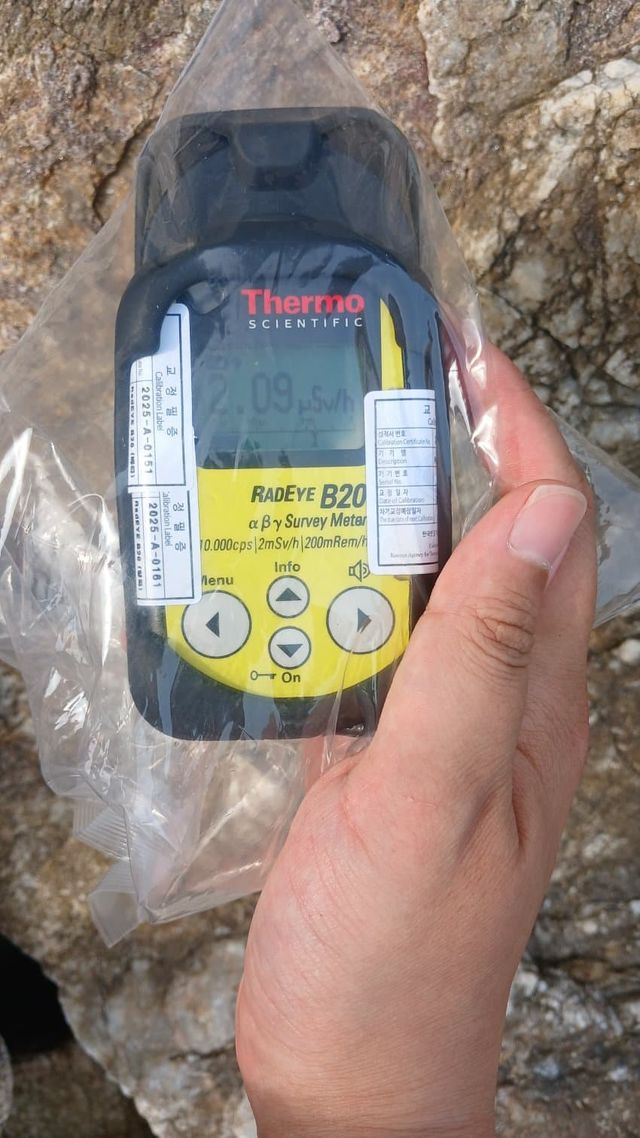 Thermo
SCIENTIFIC
.09 μSv/h
RADEYE B20
α β γ Survey Meter
10.000cps|2mSv/h|200mRem/h
Menu
Info
On
교 정 필 증
Calibration Label
2025-A-0151
정 필 증
Calibration Label
2025-A-0161
교
성적서 번호
Calibration Certificate No
기 기 명
Description
기 기 번 호
Serial No
교 정 일 자
Date of Calibration
차기교정예정일자